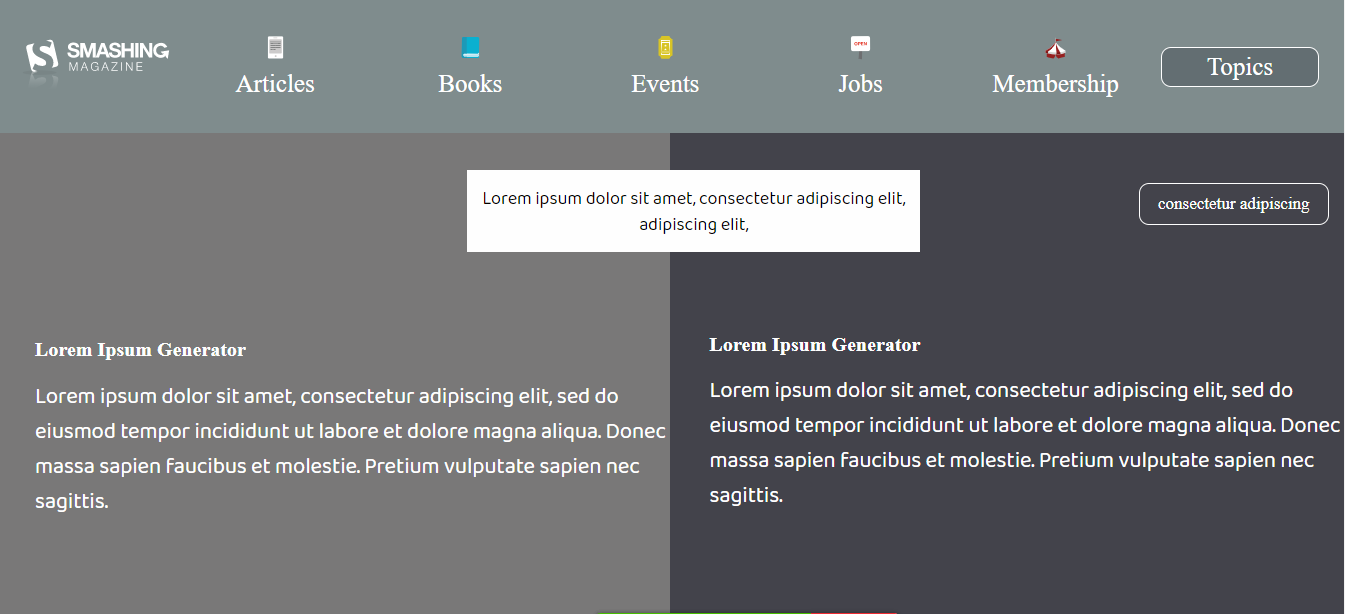 SMASHING
MAGAZINE
Articles
Books
Events
OPEN
Jobs
Membership
Topics
Lorem ipsum dolor sit amet, consectetur adipiscing elit,
adipiscing elit,
consectetur adipiscing
Lorem Ipsum Generator
Lorem ipsum dolor sit amet, consectetur adipiscing elit, sed do
eiusmod tempor incididunt ut labore et dolore magna aliqua. Donec
massa sapien faucibus et molestie. Pretium vulputate sapien nec
sagittis.
Lorem Ipsum Generator
Lorem ipsum dolor sit amet, consectetur adipiscing elit, sed do
eiusmod tempor incididunt ut labore et dolore magna aliqua. Donec
massa sapien faucibus et molestie. Pretium vulputate sapien nec
sagittis.